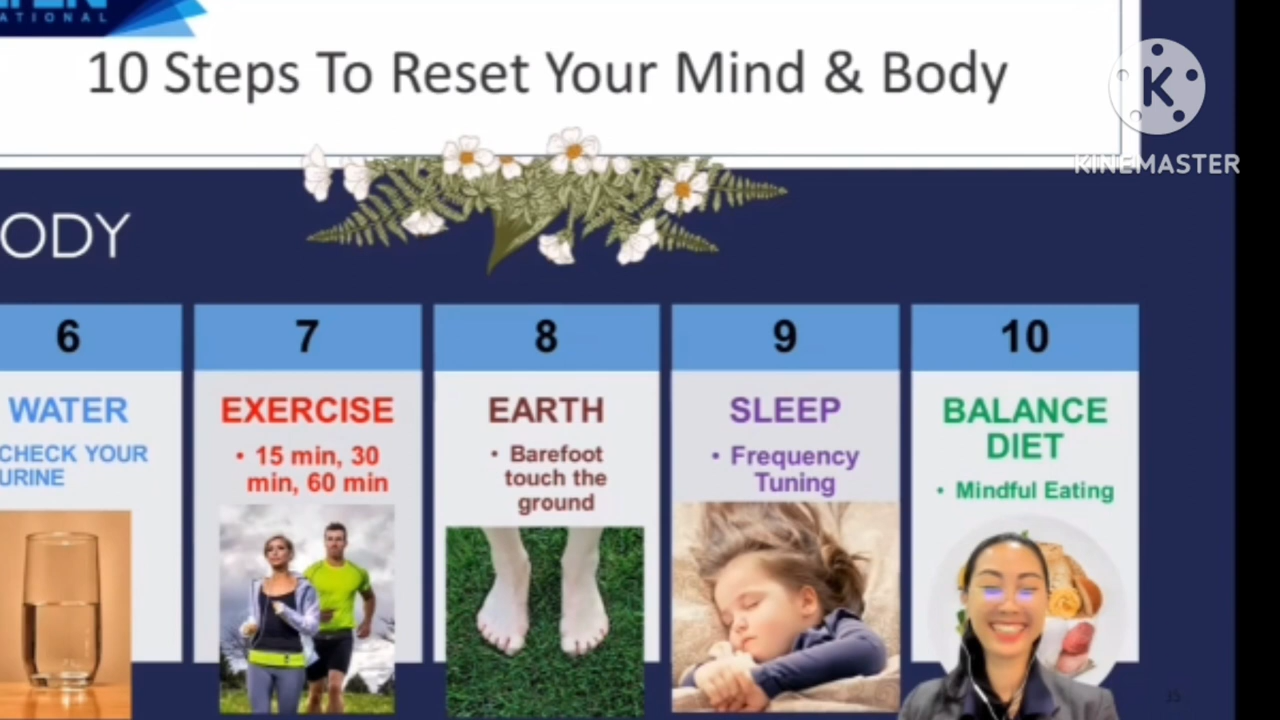 ATIONAL
10 Steps To Reset Your Mind & Body
KINEMASTER
ODY
6
WATER
CHECK YOUR
URINE
7
EXERCISE
• 15 min, 30
min, 60 min
8
EARTH
• Barefoot
touch the
ground
9
SLEEP
• Frequency
Tuning
10
BALANCE
DIET
• Mindful Eating